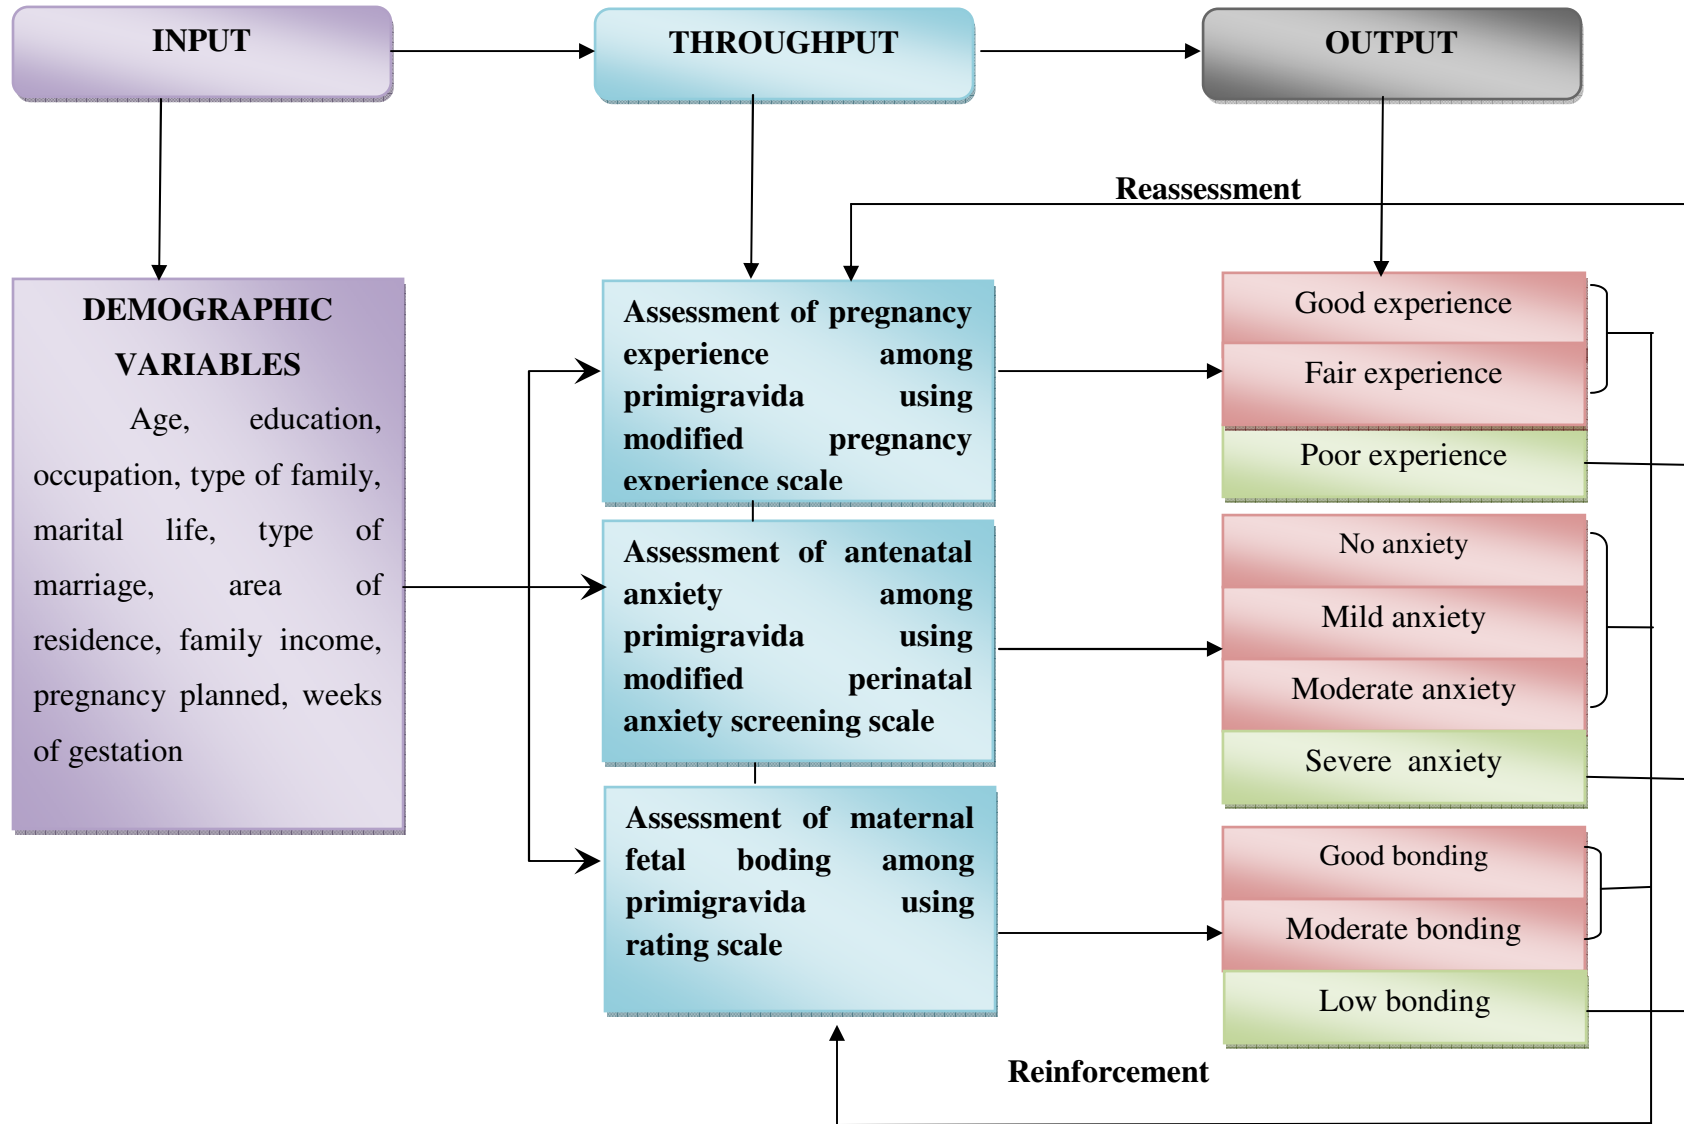 INPUT
THROUGHPUT
OUTPUT
Reassessment
DEMOGRAPHIC
VARIABLES
Age, education,
occupation, type of family,
marital life, type of
marriage, area of
residence, family income,
pregnancy planned, weeks
of gestation
Assessment of pregnancy
experience among
primigravida using
modified pregnancy
experience scale
Assessment of antenatal
anxiety among
primigravida using
modified perinatal
anxiety screening scale
Assessment of maternal
fetal boding among
primigravida using
rating scale
Good experience
Fair experience
Poor experience
No anxiety
Mild anxiety
Moderate anxiety
Severe anxiety
Good bonding
Moderate bonding
Low bonding
Reinforcement